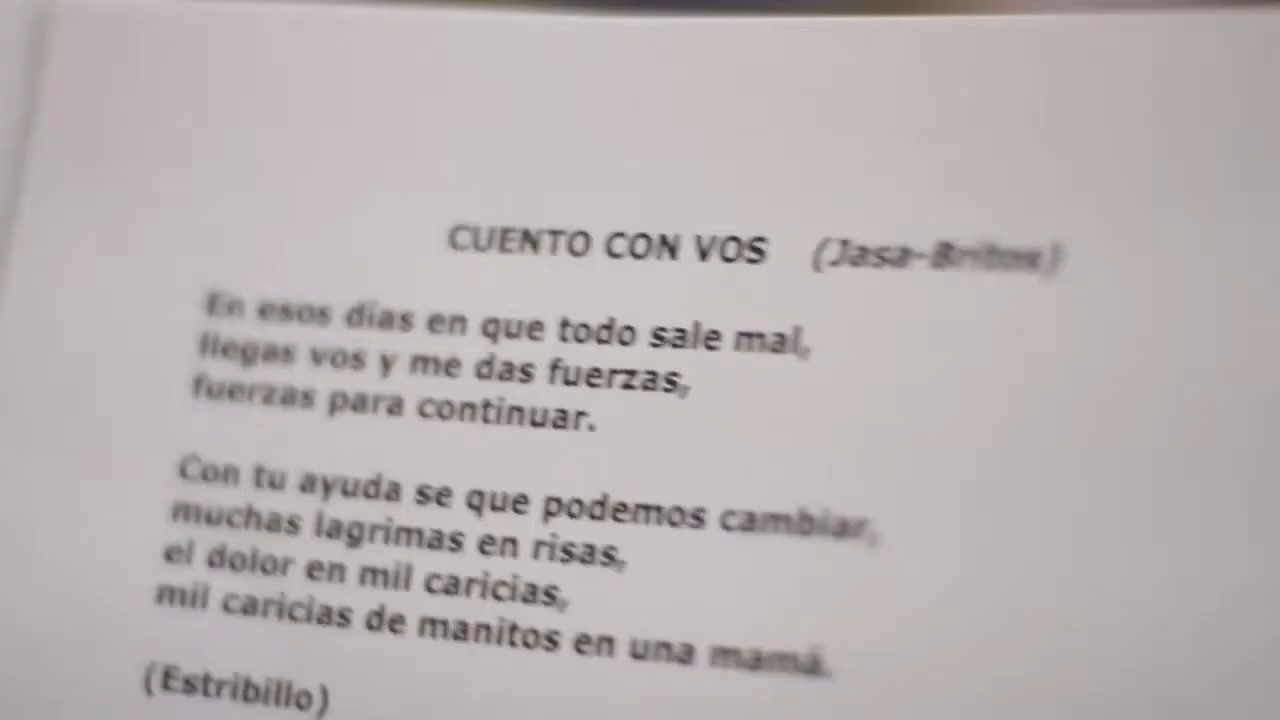 CUENTO CON VOS (Jasa-Britos)
En esos días en que todo sale mal,
llegas vos y me das fuerzas,
fuerzas para continuar.
Con tu ayuda se que podemos cambiar,
muchas lagrimas en risas,
el dolor en mil caricias,
mil caricias de manitos en una mamá.
(Estribillo)